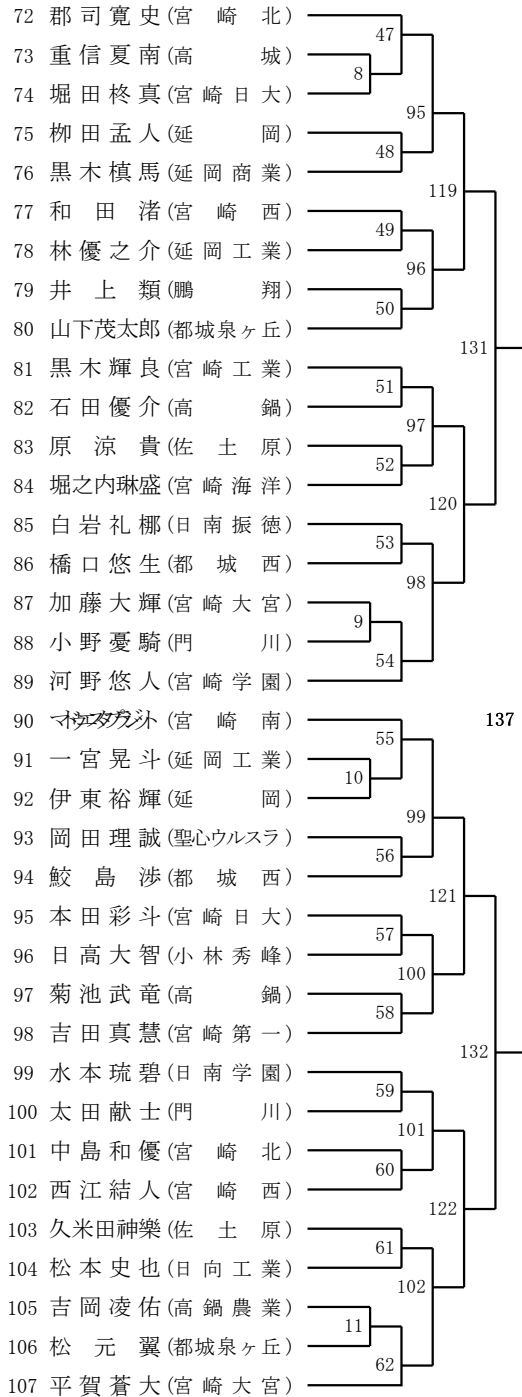 72 郡司寛史(宮崎北)
73 重信夏南(高城)
74 堀田柊真(宮崎日大)
75 栁田孟人(延岡)
76 黒木槙馬(延岡商業)
77 和田渚(宮崎西)
78 林優之介(延岡工業)
79 井上類(鵬翔)
80 山下茂太郎(都城泉ヶ丘)
81 黒木輝良(宮崎工業)
82 石田優介(高鍋)
83 原涼貴(佐土原)
84 堀之内琳盛(宮崎海洋)
85 白岩礼梛(日南振徳)
86 橋口悠生(都城西)
87 加藤大輝(宮崎大宮)
88 小野憂騎(門川)
89 河野悠人(宮崎学園)
90 (宮崎南)
91 一宮晃斗(延岡工業)
92 伊東裕輝(延岡)
93 岡田理誠(聖心ウルスラ)
94 鮫島渉(都城西)
95 本田彩斗(宮崎日大)
96 日高大智(小林秀峰)
97 菊池武竜(高鍋)
98 吉田真慧(宮崎第一)
99 水本琉碧(日南学園)
100 太田献士(門川)
101 中島和優(宮崎北)
102 西江結人(宮崎西)
103 久米田神樂(佐土原)
104 松本史也(日向工業)
105 吉岡凌佑(高鍋農業)
106 松元翼(都城泉ヶ丘)
107 平賀蒼大(宮崎大宮)
8
9
10
11
47
48
49
50
51
52
53
54
55
56
57
58
59
60
61
62
95
96
97
98
99
100
101
102
119
120
121
122
131
132
137